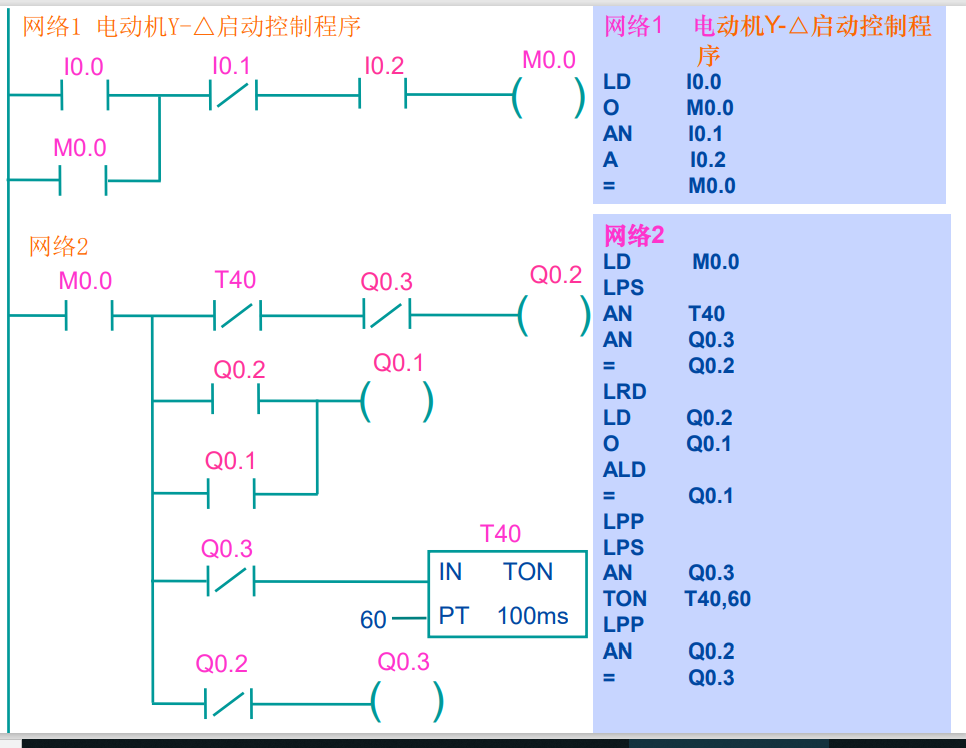 网络1 电动机Y-△启动控制程序
I0.0
I0.1
I0.2
M0.0
M0.0
网络2
M0.0
T40
Q0.3
Q0.2
Q0.2
Q0.1
Q0.1
Q0.3
T40
IN TON
60
PT 100ms
Q0.2
Q0.3
网络1 电动机Y-△启动控制程
序
LD I0.0
O M0.0
AN I0.1
A I0.2
= M0.0
网络2
LD M0.0
LPS
AN T40
AN Q0.3
= Q0.2
LRD
LD Q0.2
O Q0.1
ALD
= Q0.1
LPP
LPS
AN Q0.3
TON T40,60
LPP
AN Q0.2
= Q0.3